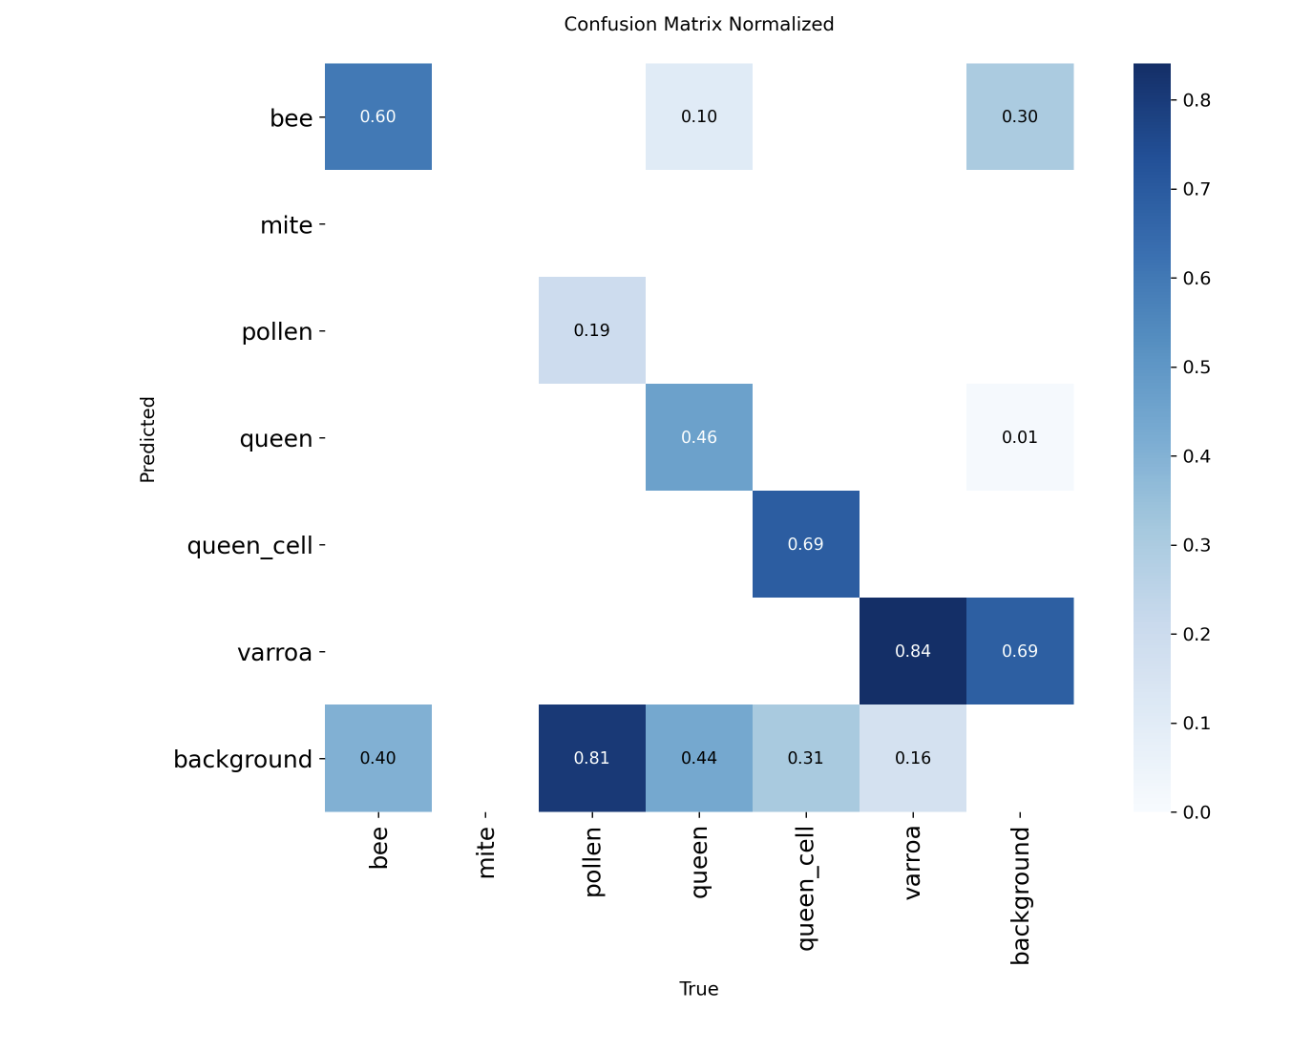 Confusion Matrix Normalized
bee
0.60
0.10
0.30
mite
pollen
0.19
queen
0.46
0.01
queen_cell
0.69
varroa
0.84
0.69
background
0.40
0.81
0.44
0.31
0.16
Predicted
bee
mite
pollen
queen
queen_cell
varroa
background
True
0.8
0.7
0.6
0.5
0.4
0.3
0.2
0.1
0.0